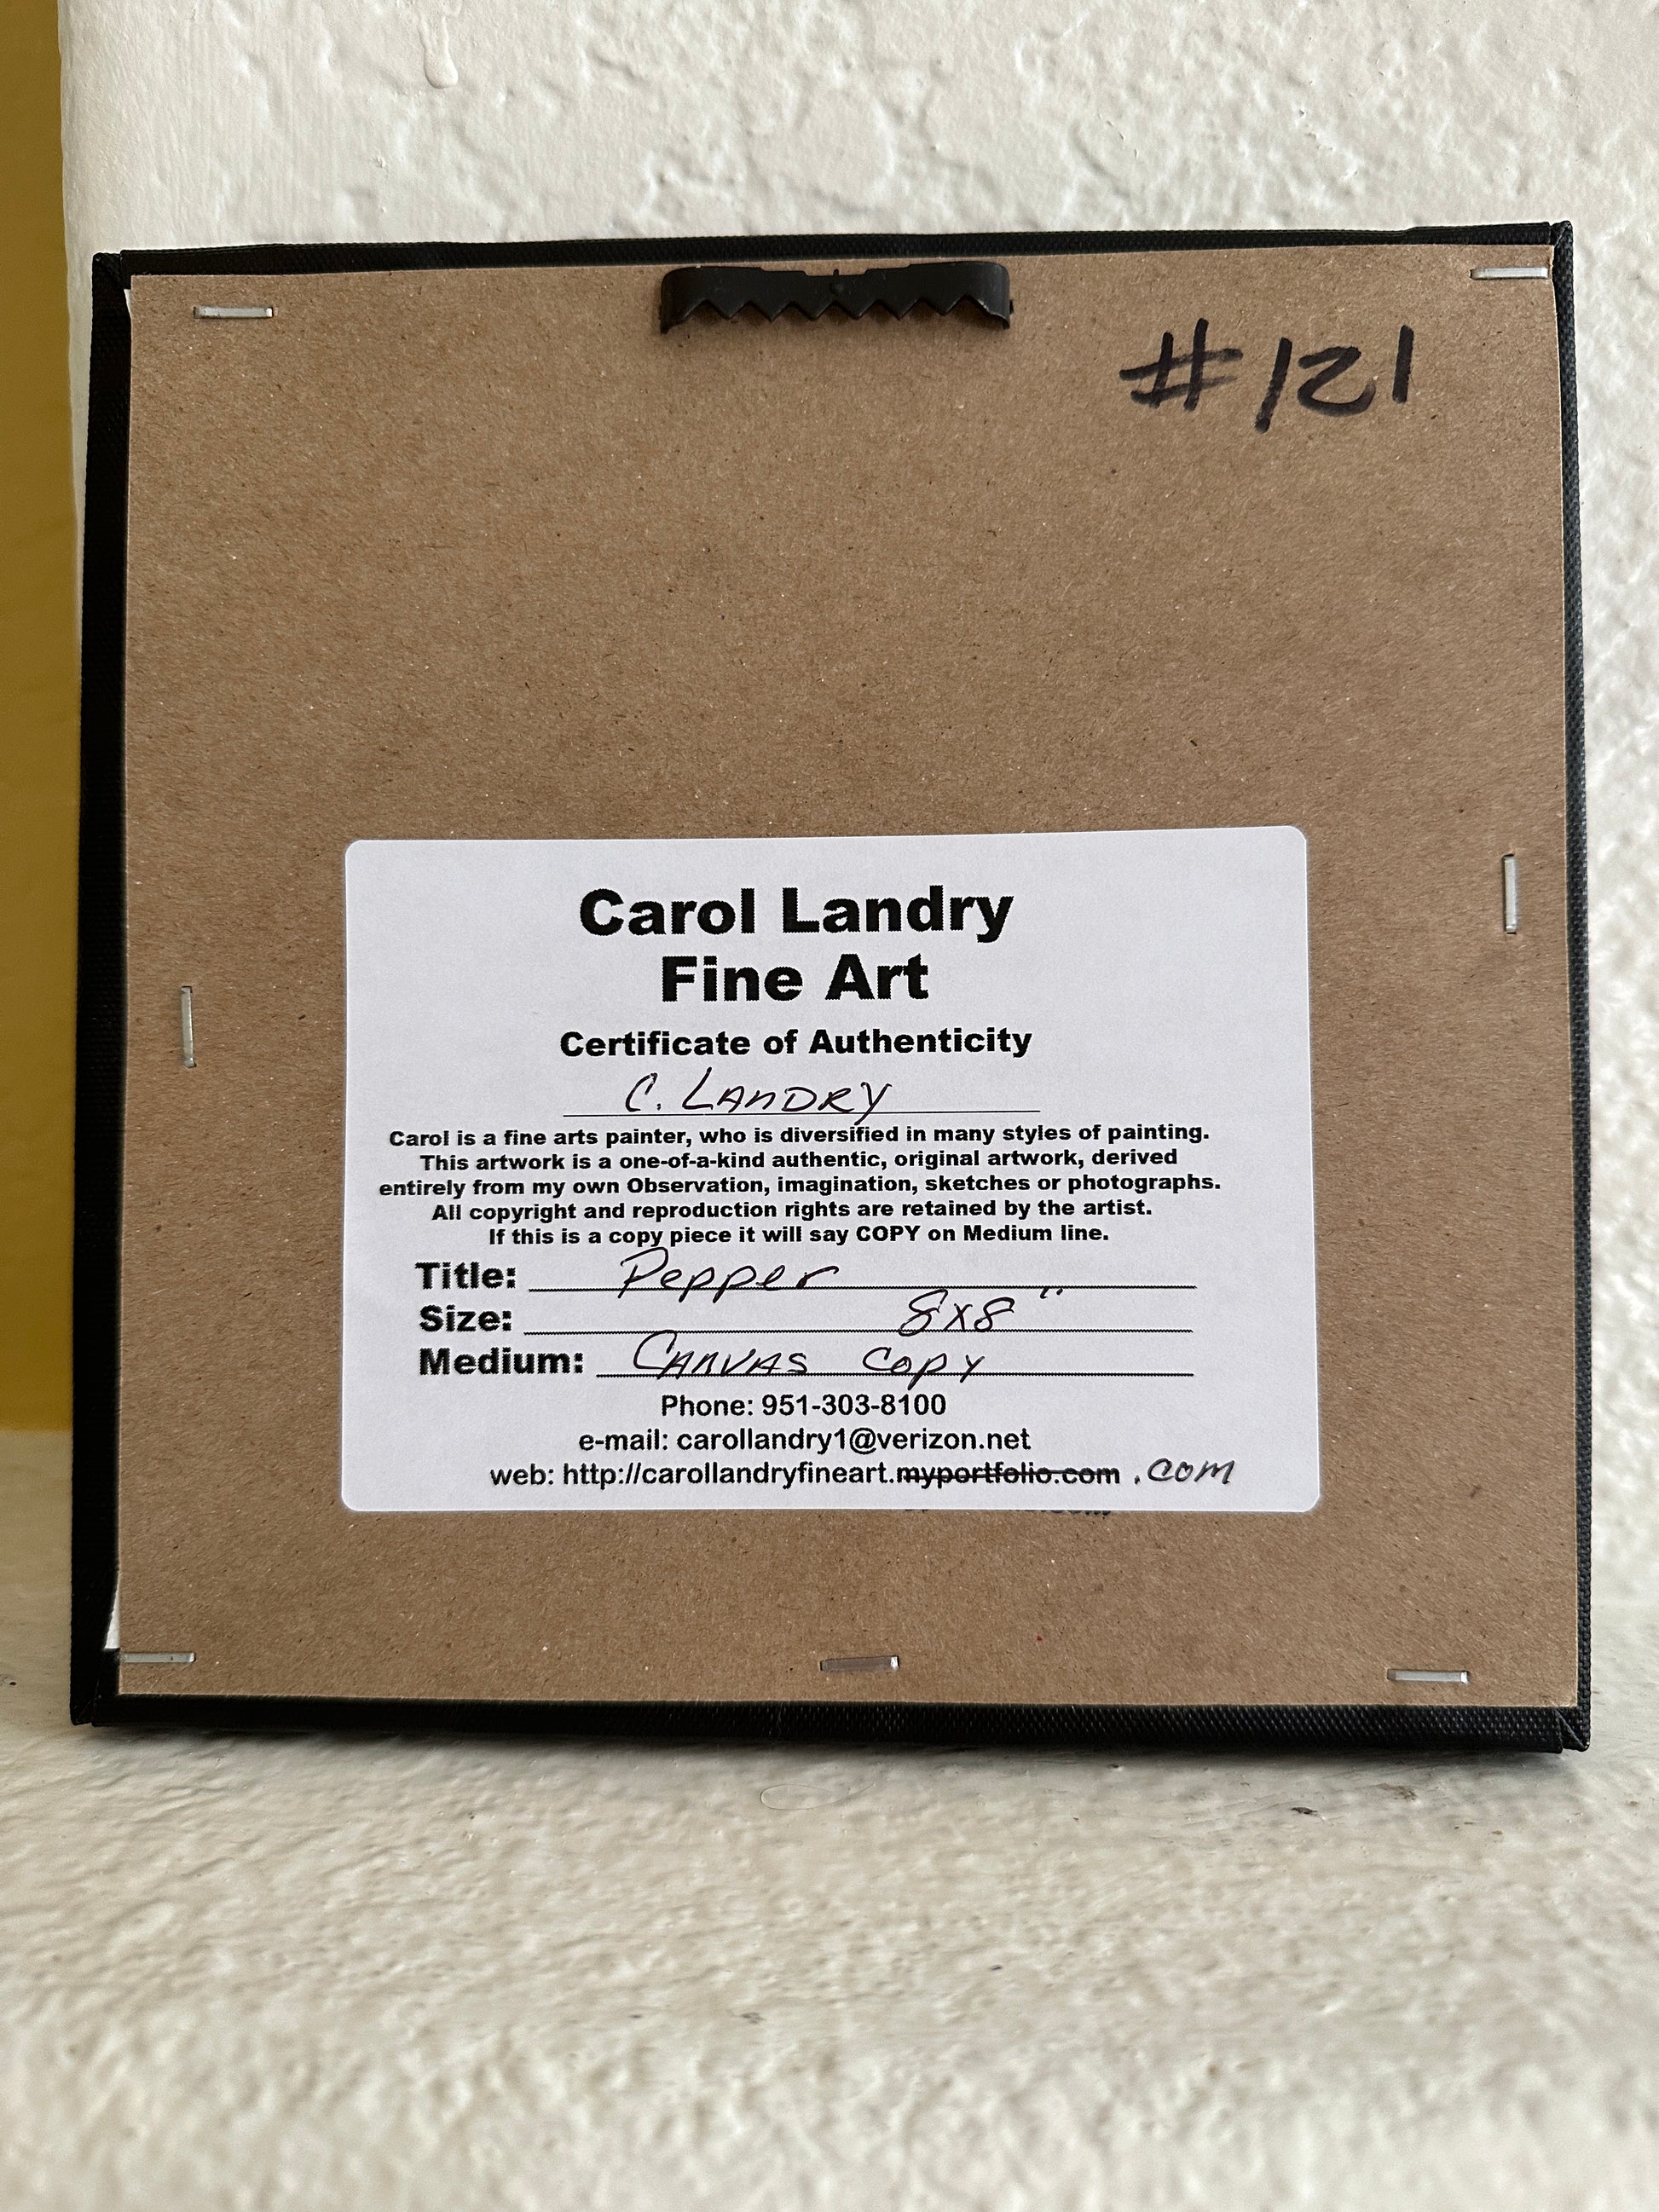 #121
Carol Landry
Fine Art
Certificate of Authenticity
C. LANDRY
Carol is a fine arts painter, who is diversified in many styles of painting.
This artwork is a one-of-a-kind authentic, original artwork, derived
entirely from my own Observation, imagination, sketches or photographs.
All copyright and reproduction rights are retained by the artist.
If this is a copy piece it will say COPY on Medium line.
Title: Pepper
Size: 8x8"
Medium: CANVAS COPY
Phone: 951-303-8100
e-mail: carollandry1@verizon.net
web: http://carollandryfineart.myportfolio.com .com